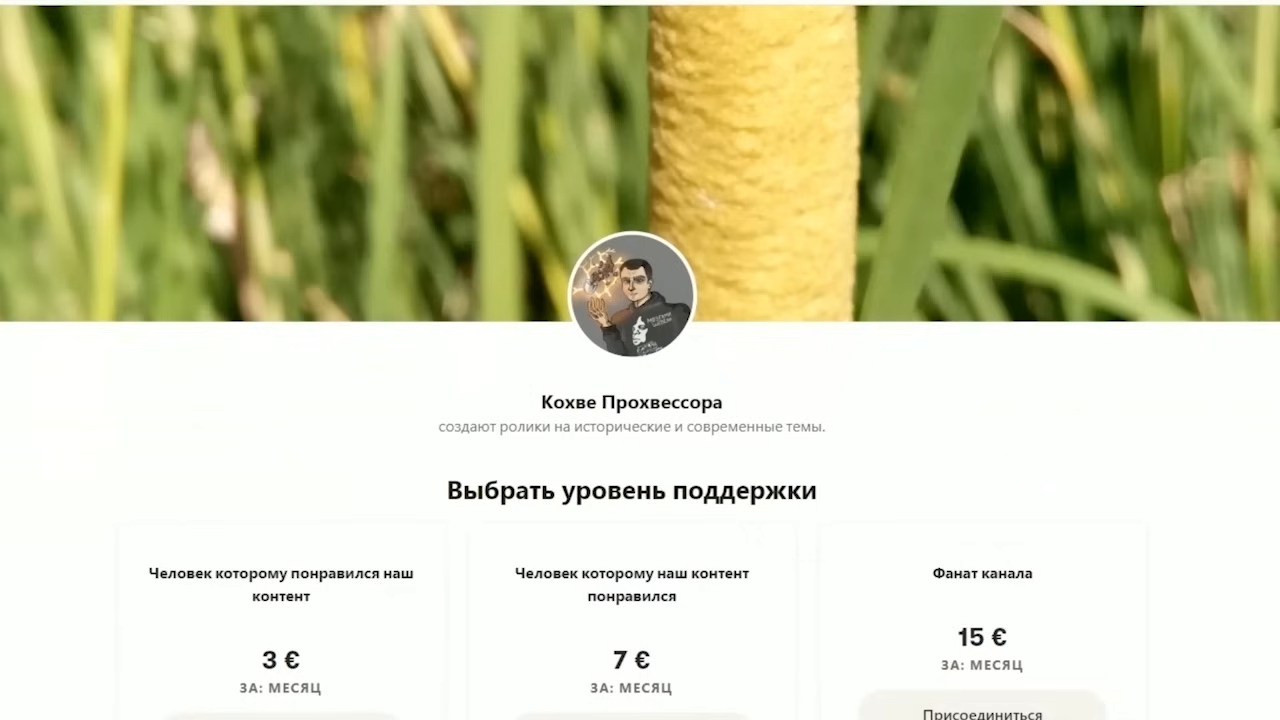 Кохве Прохвессора
создают ролики на исторические и современные темы.
Выбрать уровень поддержки
Человек которому понравился наш
контент
3 €
ЗА: МЕСЯЦ
Человек которому наш контент
понравился
7 €
ЗА: МЕСЯЦ
Фанат канала
15 €
ЗА: МЕСЯЦ
Присоединиться